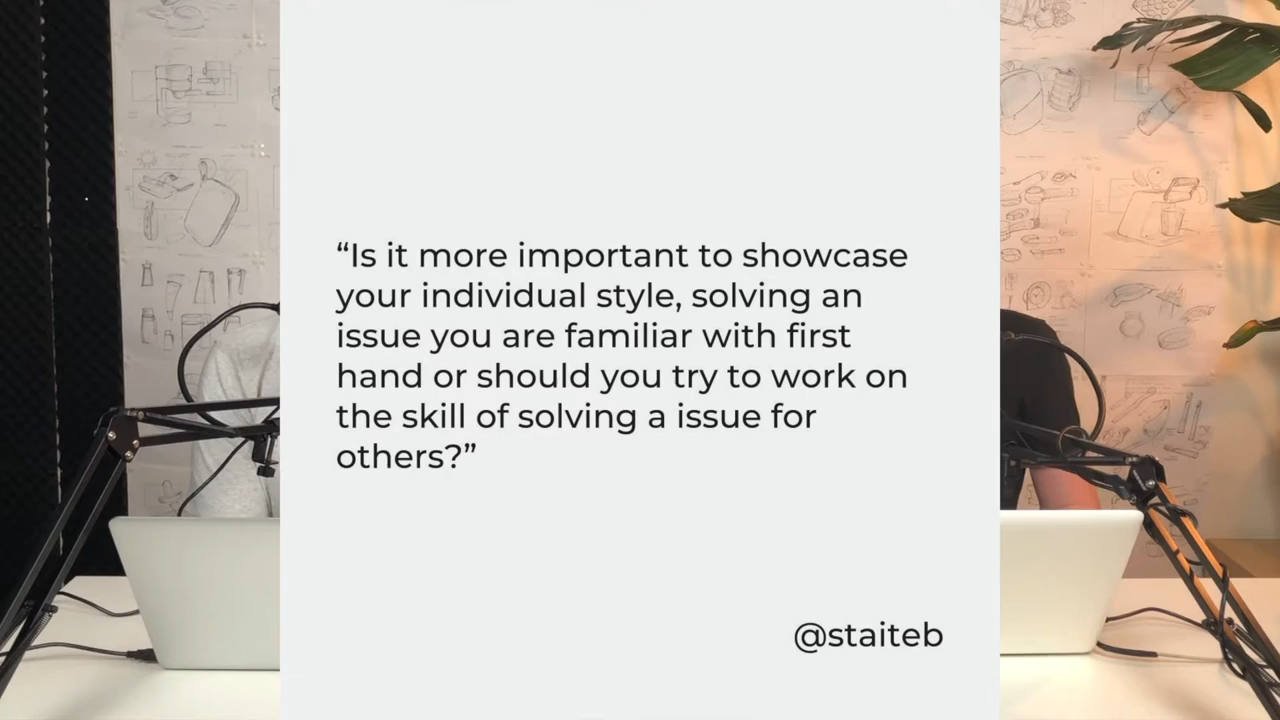 “Is it more important to showcase
your individual style, solving an
issue you are familiar with first
hand or should you try to work on
the skill of solving a issue for
others?”
@staiteb